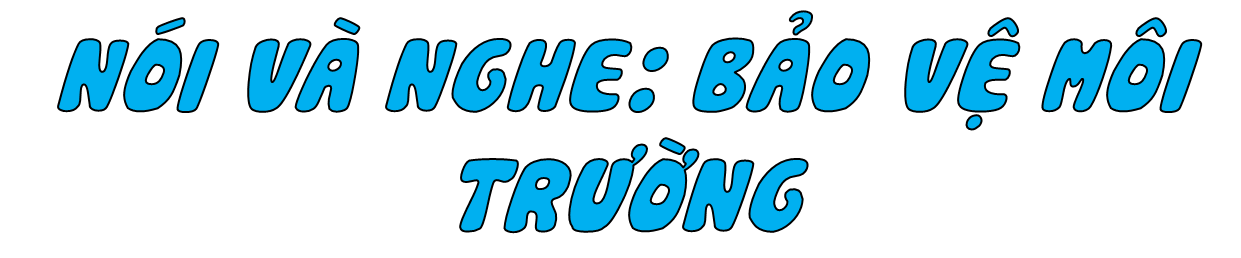 NÓI VÀ NGHE: BẢO VỆ MÔI
TRƯỜNG